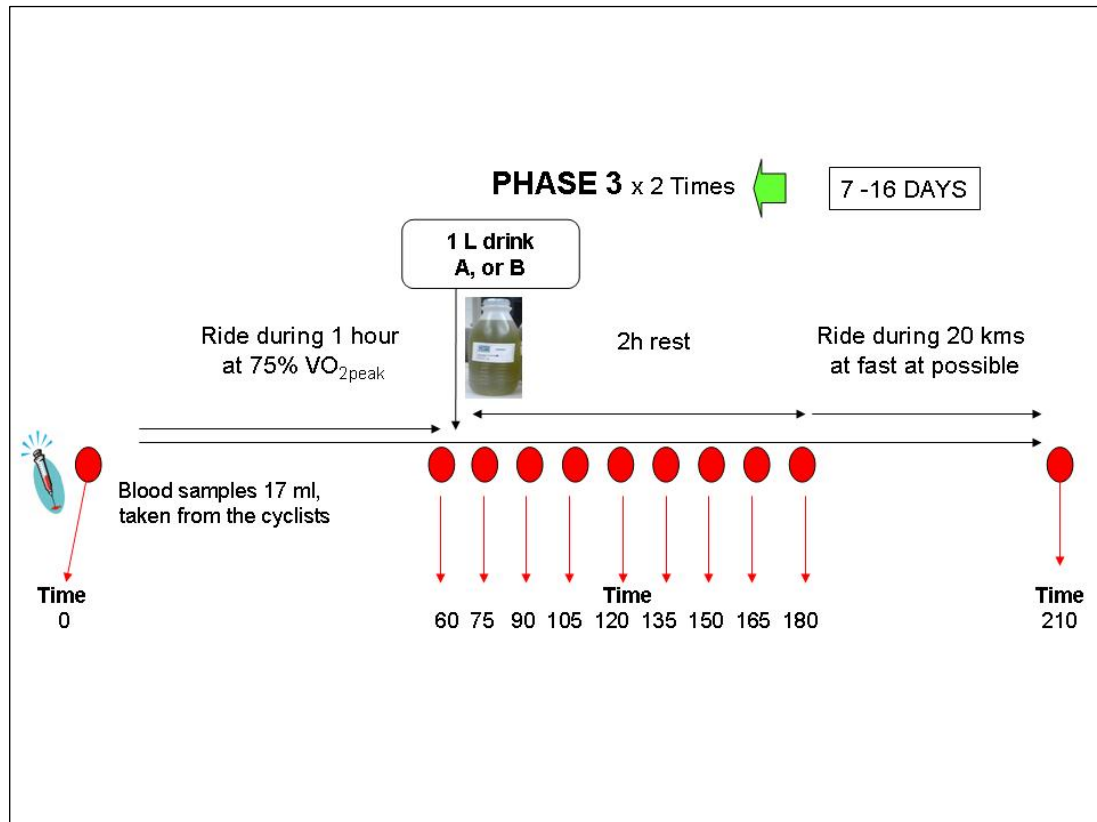 PHASE 3 x 2 Times
7 -16 DAYS
1 L drink
A, or B
Ride during 1 hour
at 75% VO2peak
2h rest
Ride during 20 kms
at fast at possible
Blood samples 17 ml,
taken from the cyclists
Time
0
Time
60 75 90 105 120 135 150 165 180
Time
210